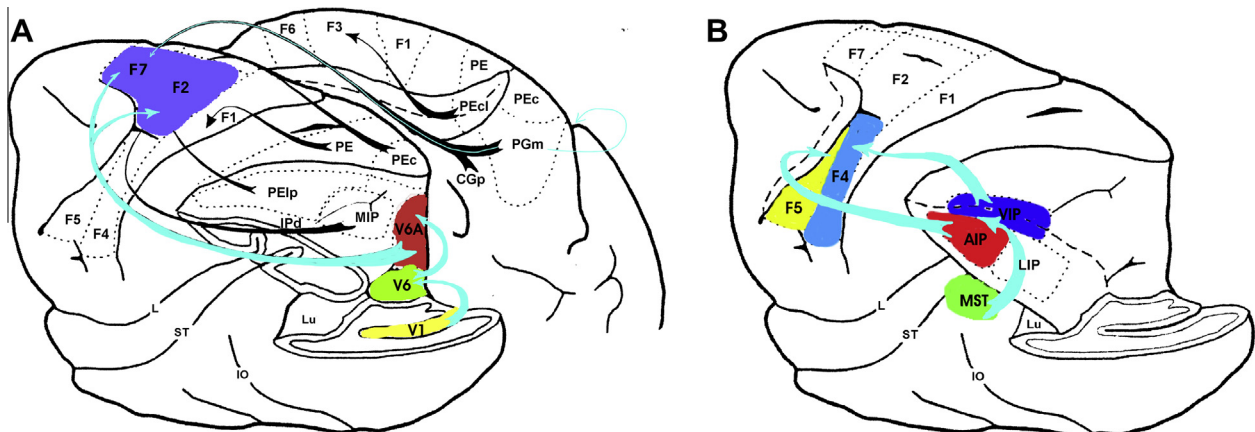 A
F6
F3
F1
PE
PEc
PEcI
F7
F2
F1
PE
PEc
PGm
CGp
PEIp
MIP
IPd
V6A
F5
F4
V6
L
ST
Lu
V1
IO
B
F7
F2
F1
F4
F5
VIP
AIP
LIP
MST
L
ST
Lu
IO